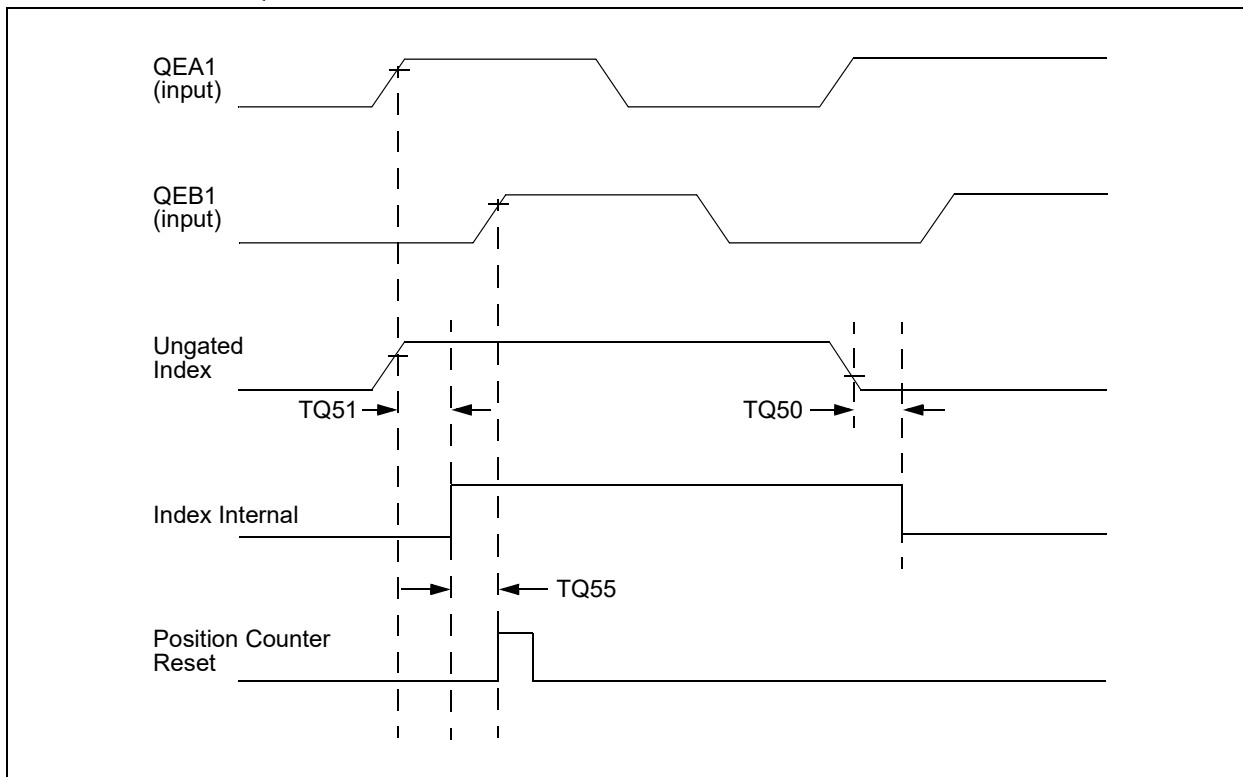 QEA1
(input)
QEB1
(input)
Ungated
Index
TQ51
TQ50
Index Internal
TQ55
Position Counter
Reset